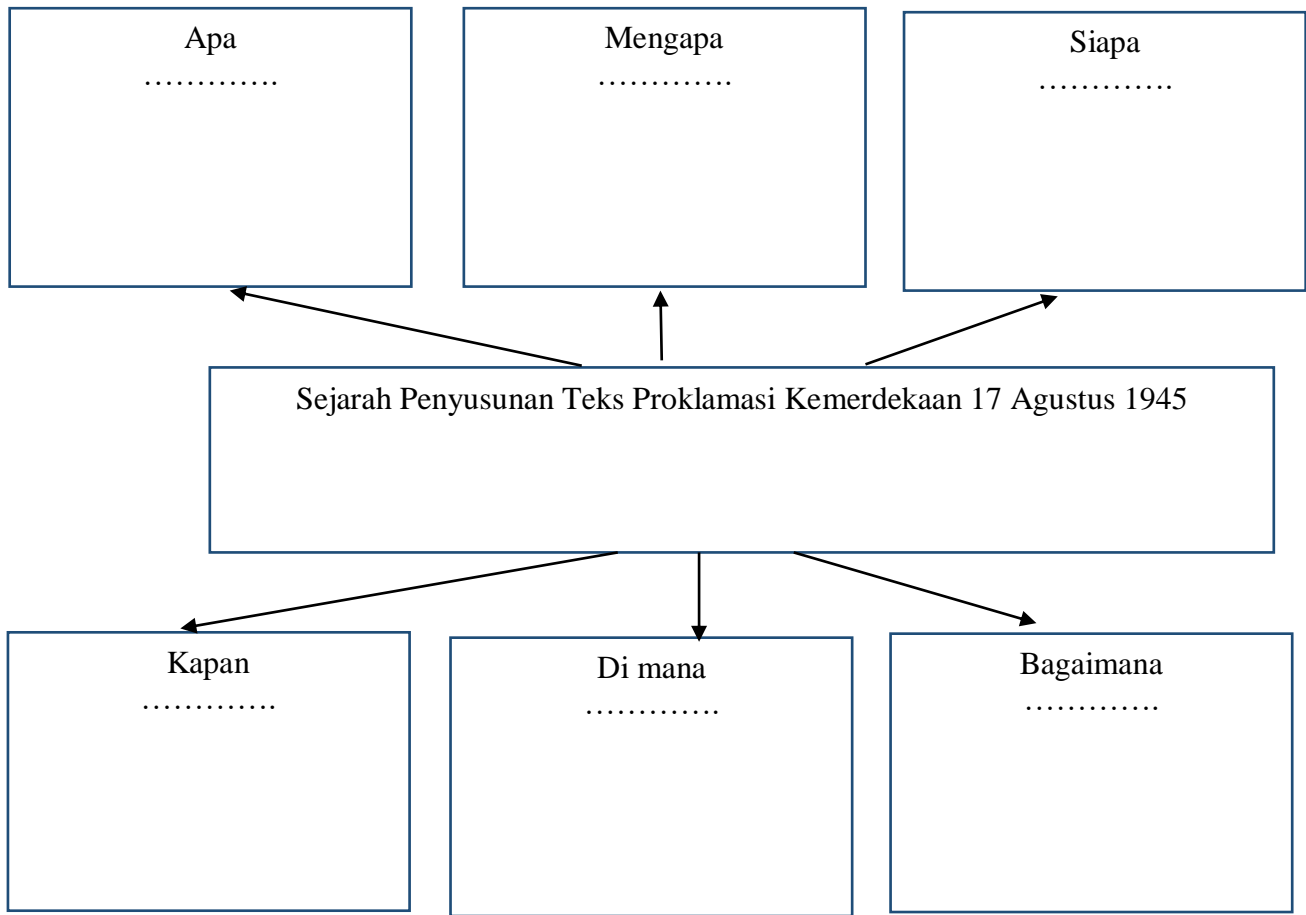 Apa
………….
Mengapa
………….
Siapa
………….
Sejarah Penyusunan Teks Proklamasi Kemerdekaan 17 Agustus 1945
Kapan
………….
Di mana
………….
Bagaimana
………….